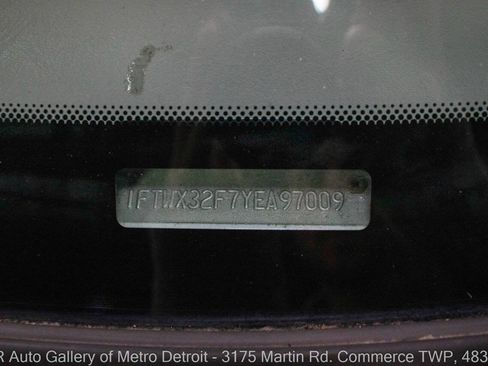 1FTWX32F7YEA97009
R Auto Gallery of Metro Detroit - 3175 Martin Rd. Commerce TWP, 483